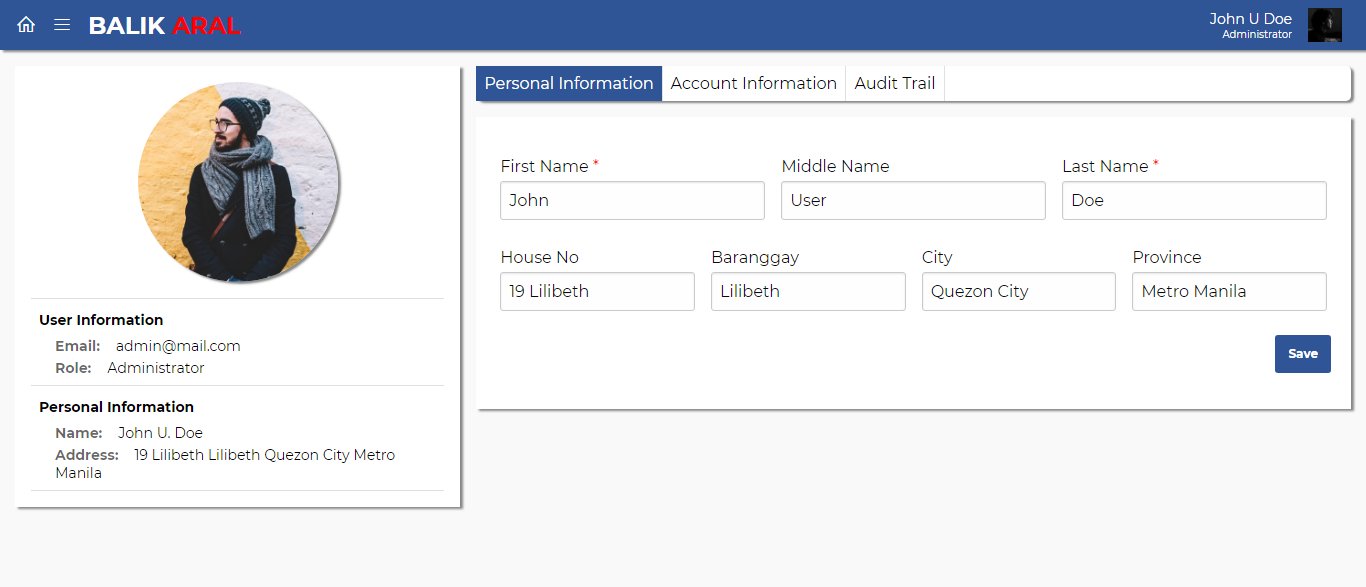 BALIK ARAL
John U Doe
Administrator
User Information
Email: admin@mail.com
Role: Administrator
Personal Information
Name: John U. Doe
Address: 19 Lilibeth Lilibeth Quezon City Metro
Manila
Personal Information Account Information Audit Trail
First Name * Middle Name Last Name *
John User Doe
House No Baranggay City Province
19 Lilibeth Lilibeth Quezon City Metro Manila
Save